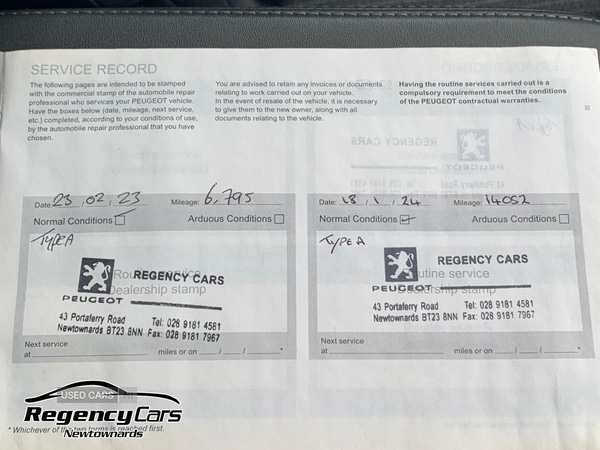 SERVICE RECORD
The following pages are intended to be stamped
with the commercial stamp of the automobile repair
professional who services your PEUGEOT vehicle.
Have the boxes below (date, mileage, next service,
etc.) completed, according to your conditions of use,
by the automobile repair professional that you have
chosen.
You are advised to retain any invoices or documents
relating to work carried out on your vehicle.
In the event of resale of the vehicle, it is necessary
to give them to the new owner, along with all
documents relating to the vehicle.
Having the routine services carried out is a
compulsory requirement to meet the conditions
of the PEUGEOT contractual warranties.
Date: 23 / 02 / 23 Mileage: 6,795
Normal Conditions Arduous Conditions
TYPE A
Routine service
REGENCY CARS
Dealership stamp
PEUGEOT
43 Portaferry Road Tel: 028 9181 4581
Newtownards BT23 8NN Fax: 028 9181 7967
Next service
at miles or on / / *
Date: 18 / 1 / 24 Mileage: 14052
Normal Conditions Arduous Conditions
TYPE A
REGENCY CARS
Routine service
PEUGEOT
Dealership stamp
43 Portaferry Road Tel: 028 9181 4581
Newtownards BT23 8NN Fax: 028 9181 7967
Next service
at miles or on / / *
USED CARS NI
Regency Cars
Newtownards
* Whichever of the two terms is reached first.